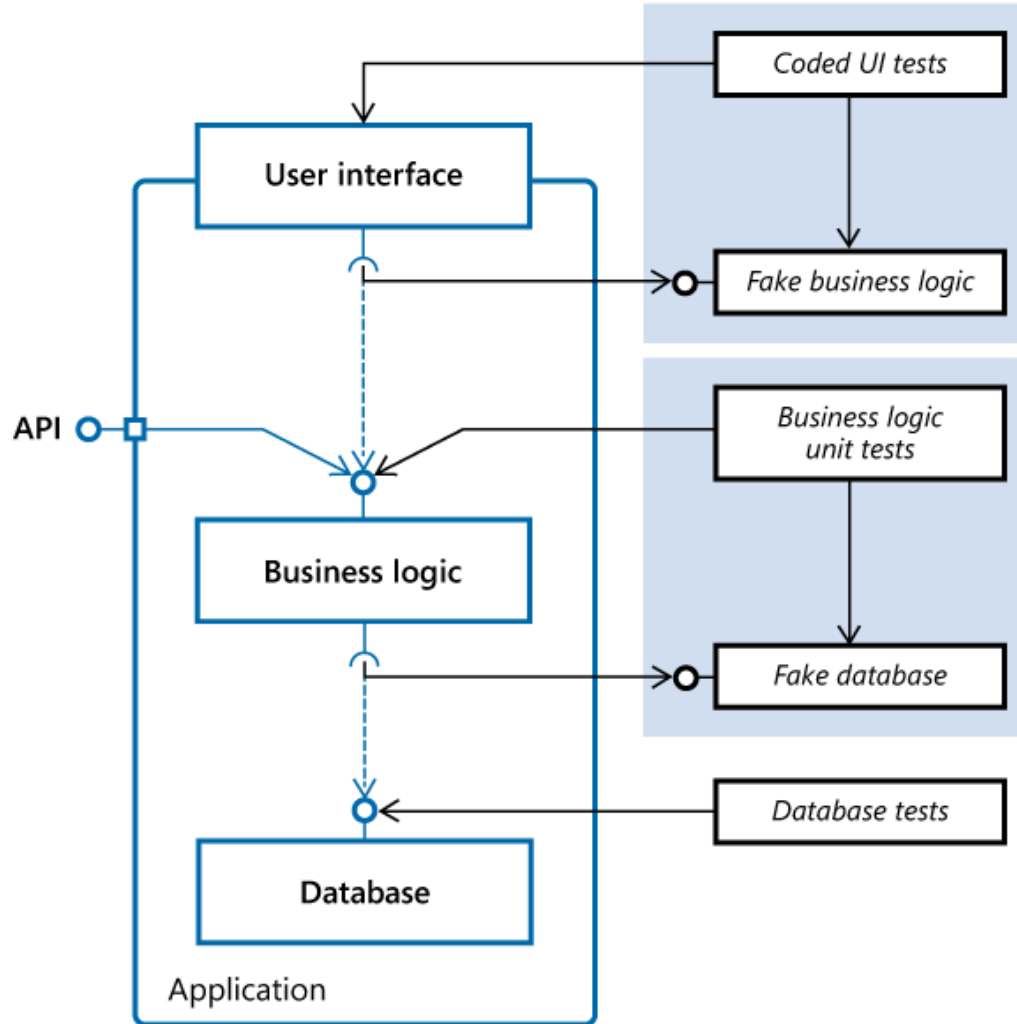 Coded UI tests
User interface
Fake business logic
API
Business logic
unit tests
Business logic
Fake database
Database tests
Database
Application